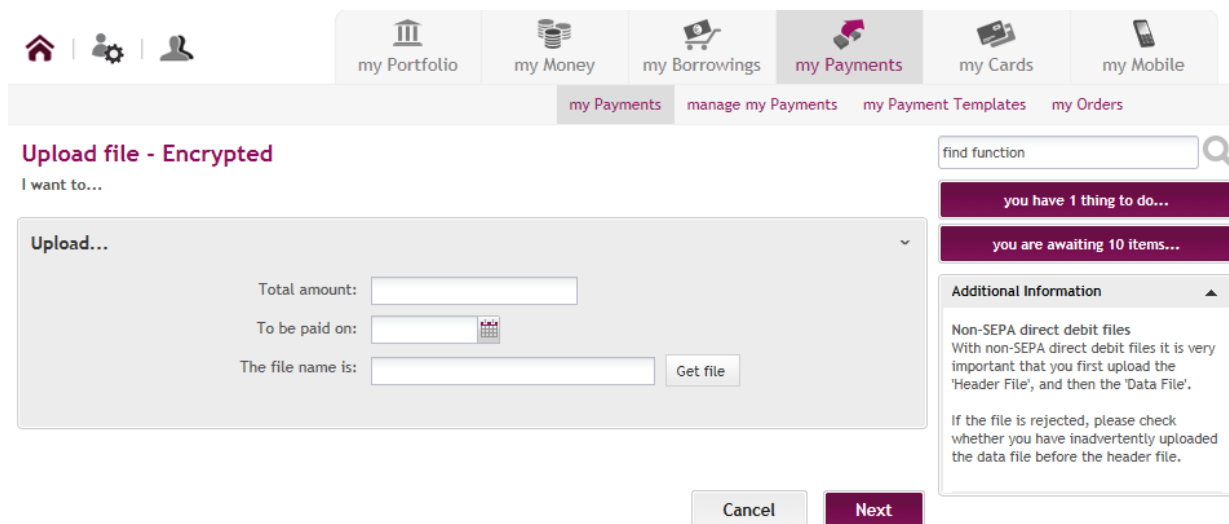 my Portfolio
my Money
my Borrowings
my Payments
my Cards
my Mobile
my Payments
manage my Payments
my Payment Templates
my Orders
Upload file - Encrypted
I want to...
Upload...
Total amount:
To be paid on:
The file name is:
Get file
Cancel
Next
find function
you have 1 thing to do...
you are awaiting 10 items...
Additional Information
Non-SEPA direct debit files
With non-SEPA direct debit files it is very
important that you first upload the
'Header File', and then the 'Data File'.
If the file is rejected, please check
whether you have inadvertently uploaded
the data file before the header file.